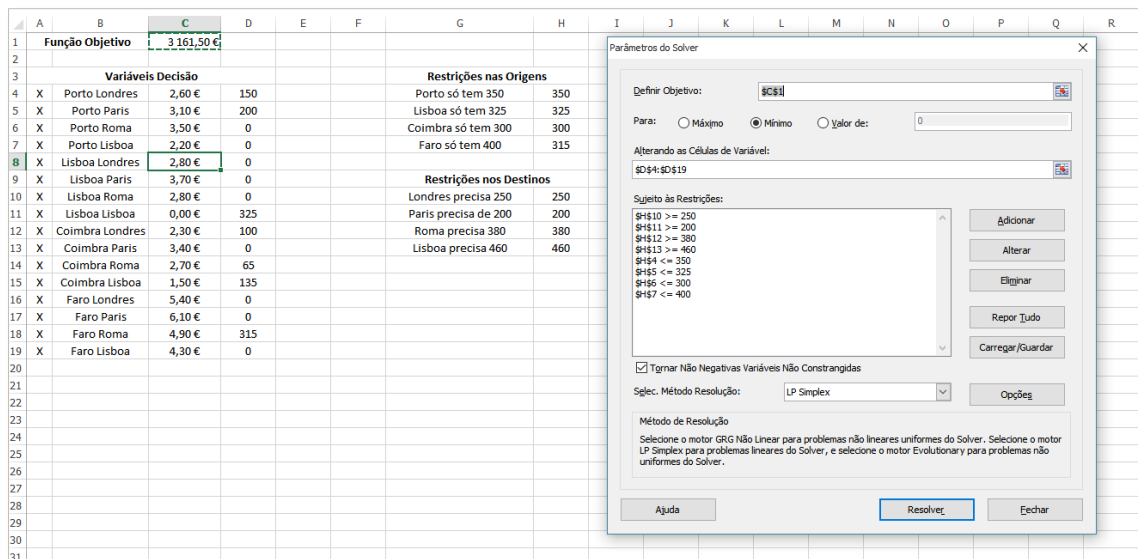 A B C D E F G H I J K L M N O P Q R
1 Função Objetivo 3 161,50 €
2
3 Variáveis Decisão Restrições nas Origens
4 X Porto Londres 2,60 € 150 Porto só tem 350 350
5 X Porto Paris 3,10 € 200 Lisboa só tem 325 325
6 X Porto Roma 3,50 € 0 Coimbra só tem 300 300
7 X Porto Lisboa 2,20 € 0 Faro só tem 400 315
8 X Lisboa Londres 2,80 € 0
9 X Lisboa Paris 3,70 € 0 Restrições nos Destinos
10 X Lisboa Roma 2,80 € 0 Londres precisa 250 250
11 X Lisboa Lisboa 0,00 € 325 Paris precisa de 200 200
12 X Coimbra Londres 2,30 € 100 Roma precisa 380 380
13 X Coimbra Paris 3,40 € 0 Lisboa precisa 460 460
14 X Coimbra Roma 2,70 € 65
15 X Coimbra Lisboa 1,50 € 135
16 X Faro Londres 5,40 € 0
17 X Faro Paris 6,10 € 0
18 X Faro Roma 4,90 € 315
19 X Faro Lisboa 4,30 € 0
20
21
22
23
24
25
26
27
28
29
30
31
Parâmetros do Solver
Definir Objetivo: $C$1
Para: Máximo Mínimo Valor de: 0
Alterando as Células de Variável:
$D$4:$D$19
Sujeito às Restrições:
$H$10 >= 250
$H$11 >= 200
$H$12 >= 380
$H$13 >= 460
$H$4 <= 350
$H$5 <= 325
$H$6 <= 300
$H$7 <= 400
Adicionar
Alterar
Eliminar
Repor Tudo
Carregar/Guardar
Tornar Não Negativas Variáveis Não Constrangidas
Selec. Método Resolução: LP Simplex Opções
Método de Resolução
Selecione o motor GRG Não Linear para problemas não lineares uniformes do Solver. Selecione o motor
LP Simplex para problemas lineares do Solver, e selecione o motor Evolutionary para problemas não
uniformes do Solver.
Ajuda Resolver Fechar